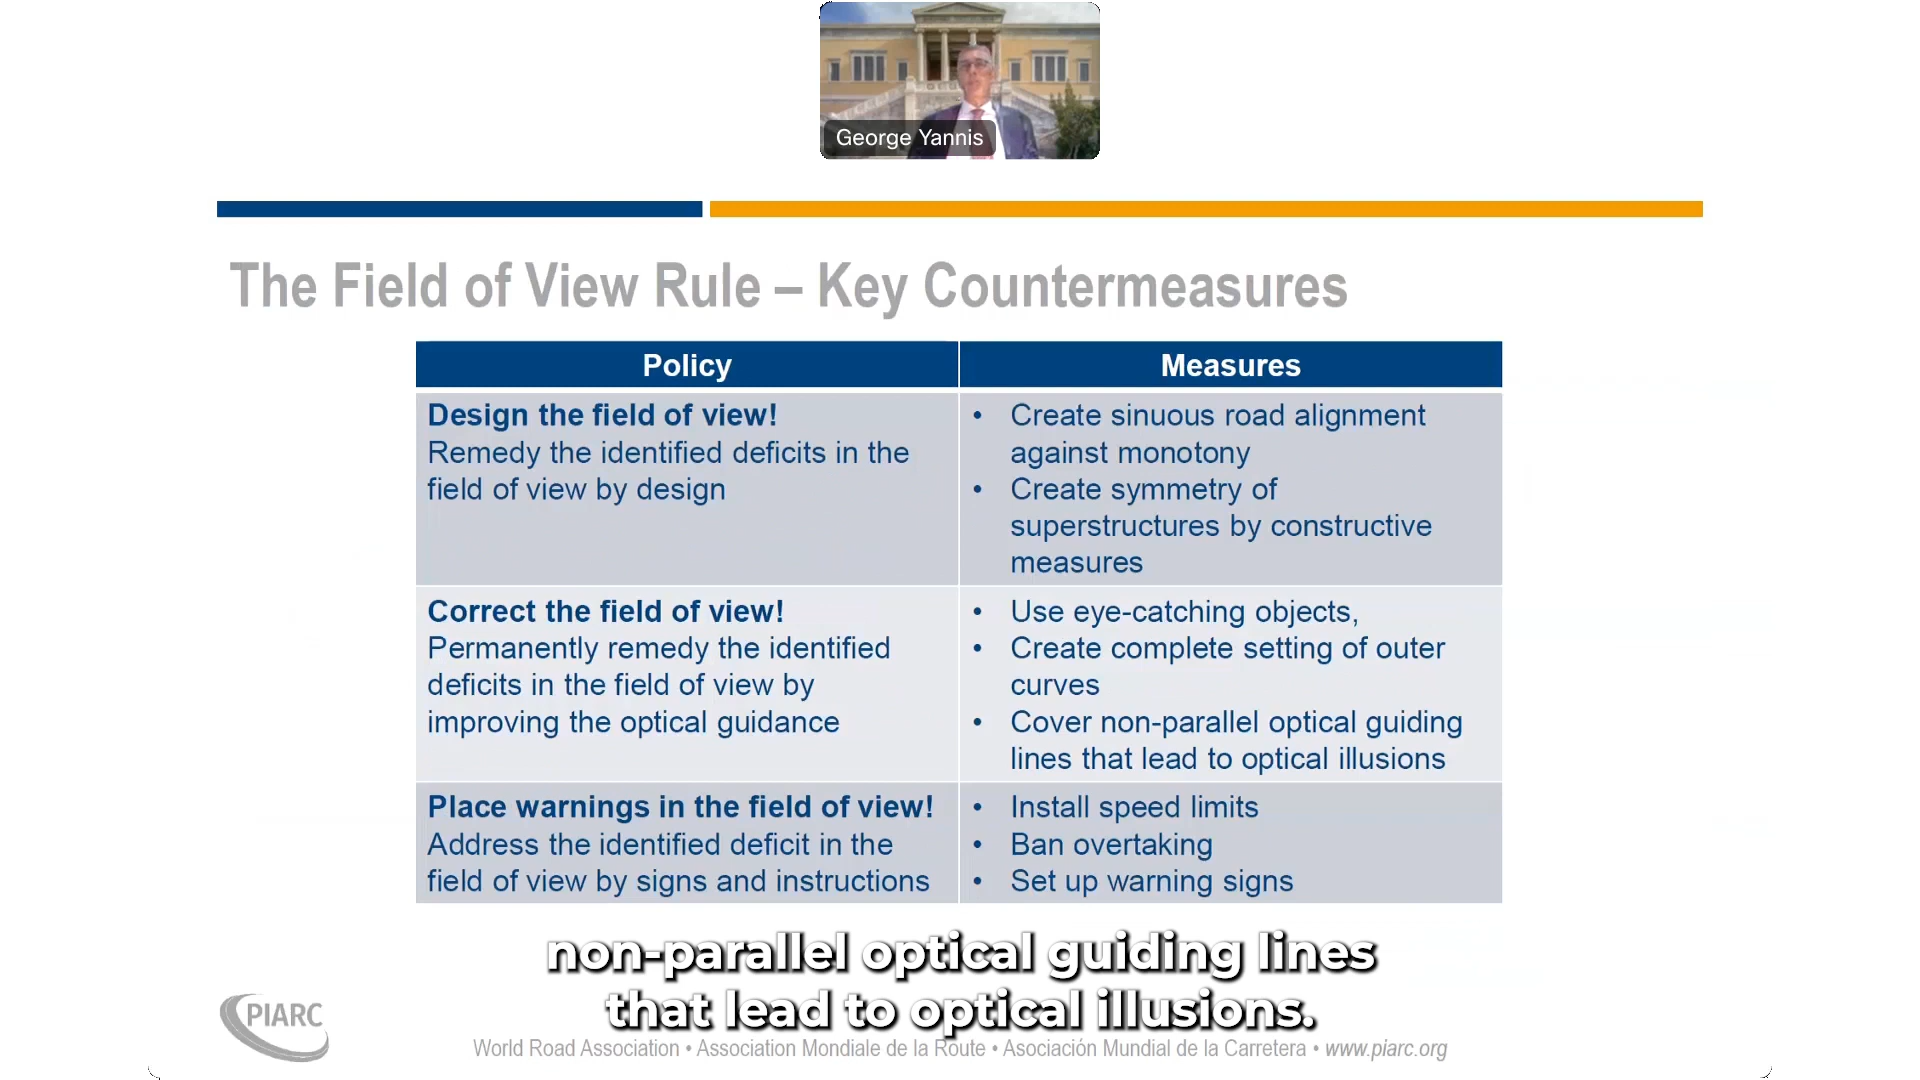 George Yannis
The Field of View Rule – Key Countermeasures
Policy
Measures
Design the field of view!
Remedy the identified deficits in the
field of view by design
• Create sinuous road alignment
against monotony
• Create symmetry of
superstructures by constructive
measures
Correct the field of view!
Permanently remedy the identified
deficits in the field of view by
improving the optical guidance
• Use eye-catching objects,
• Create complete setting of outer
curves
• Cover non-parallel optical guiding
lines that lead to optical illusions
Place warnings in the field of view!
Address the identified deficit in the
field of view by signs and instructions
• Install speed limits
• Ban overtaking
• Set up warning signs
non-parallel optical guiding lines
that lead to optical illusions.
PIARC
World Road Association • Association Mondiale de la Route • Asociación Mundial de la Carretera • www.piarc.org